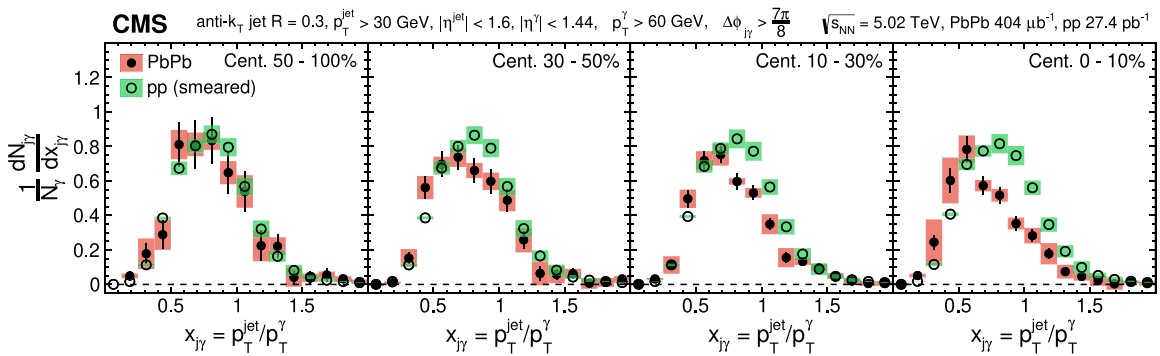 CMS anti-k_T jet R = 0.3, p_T^jet > 30 GeV, |η^jet| < 1.6, |η^γ| < 1.44, p_T^γ > 60 GeV, Δϕ_jγ > 7π/8 √s_NN = 5.02 TeV, PbPb 404 μb⁻¹, pp 27.4 pb⁻¹
PbPb
pp (smeared)
Cent. 50 - 100%
Cent. 30 - 50%
Cent. 10 - 30%
Cent. 0 - 10%
1/N_γ dN_jγ/dx_jγ
1.2
1
0.8
0.6
0.4
0.2
0
0.5 1 1.5
0.5 1 1.5
0.5 1 1.5
0.5 1 1.5
x_jγ = p_T^jet/p_T^γ
x_jγ = p_T^jet/p_T^γ
x_jγ = p_T^jet/p_T^γ
x_jγ = p_T^jet/p_T^γ